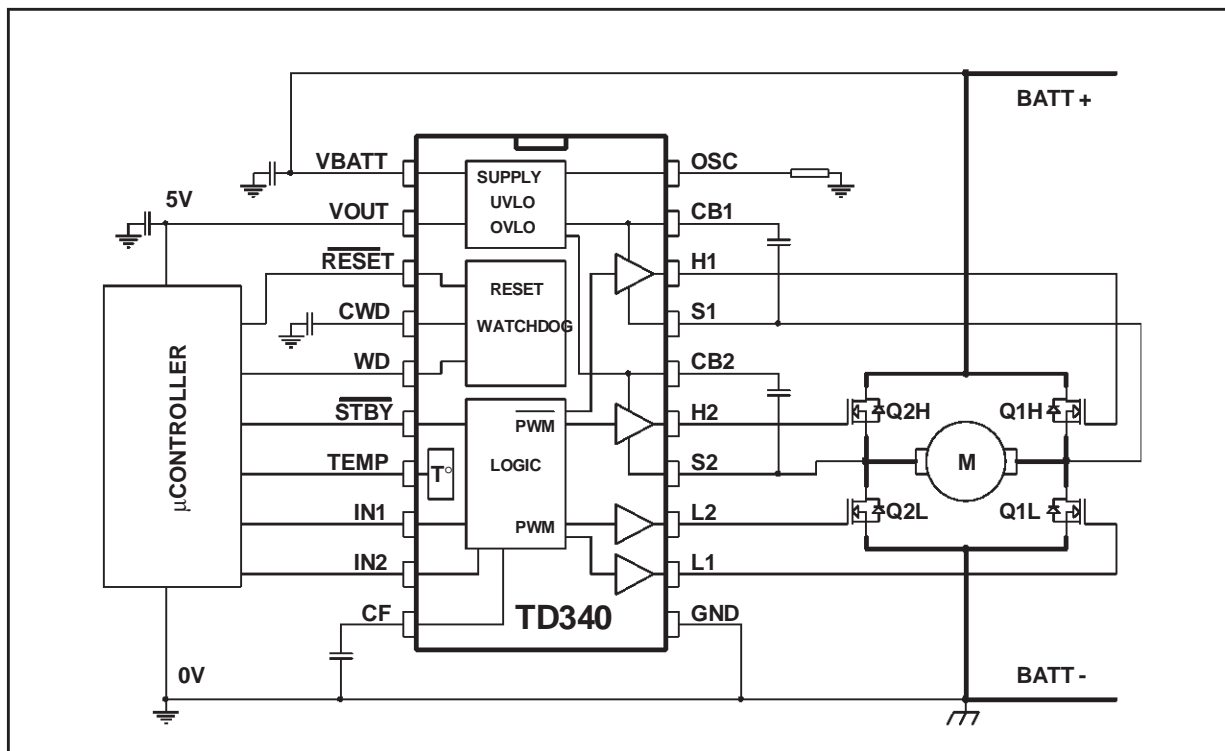 BATT +
VBATT
OSC
SUPPLY
UVLO
OVLO
5V
VOUT
CB1
RESET
H1
RESET
WATCHDOG
CWD
S1
WD
CB2
STBY
PWM
H2
Q2H
Q1H
TEMP
T°
LOGIC
S2
M
µCONTROLLER
IN1
PWM
L2
Q2L
Q1L
IN2
L1
CF
TD340
GND
0V
BATT -